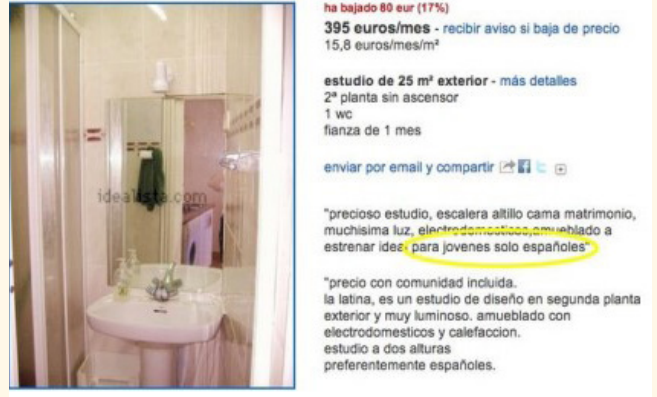 idealista.com
ha bajado 80 eur (17%)
395 euros/mes - recibir aviso si baja de precio
15,8 euros/mes/m²
estudio de 25 m² exterior - más detalles
2ª planta sin ascensor
1 wc
fianza de 1 mes
enviar por email y compartir
"precioso estudio, escalera altillo cama matrimonio,
muchisima luz, electrodomesticos,amueblado a
estrenar idea para jovenes solo españoles"
"precio con comunidad incluida.
la latina, es un estudio de diseño en segunda planta
exterior y muy luminoso. amueblado con
electrodomesticos y calefaccion.
estudio a dos alturas
preferentemente españoles.